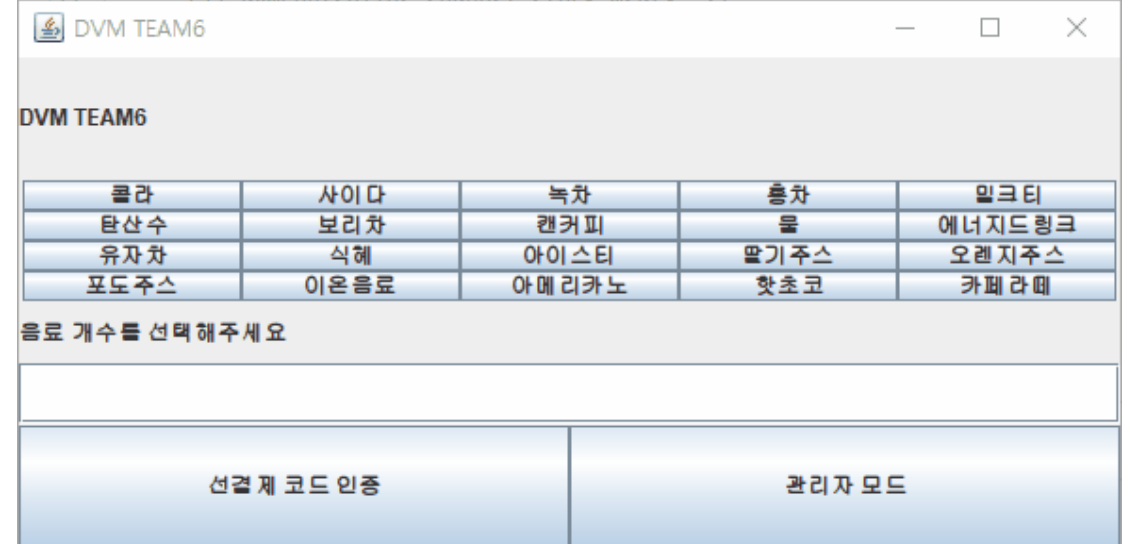 DVM TEAM6
DVM TEAM6
콜라 사이다 녹차 홍차 밀크티
탄산수 보리차 캔커피 물 에너지드링크
유자차 식혜 아이스티 딸기주스 오렌지주스
포도주스 이온음료 아메리카노 핫초코 카페라떼
음료 개수를 선택해주세요
선결제 코드 인증 관리자 모드